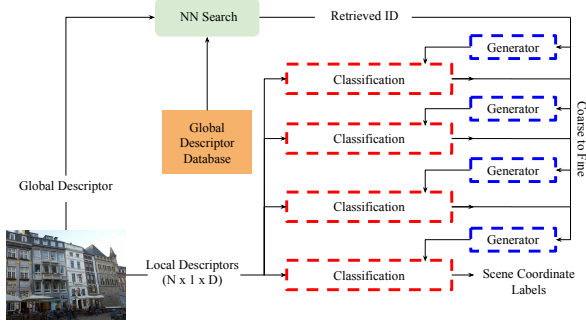 NN Search
Retrieved ID
Generator
Classification
Generator
Global
Descriptor
Database
Classification
Coarse to Fine
Generator
Global Descriptor
Classification
Generator
Local Descriptors
(N x 1 x D)
Classification
Scene Coordinate
Labels